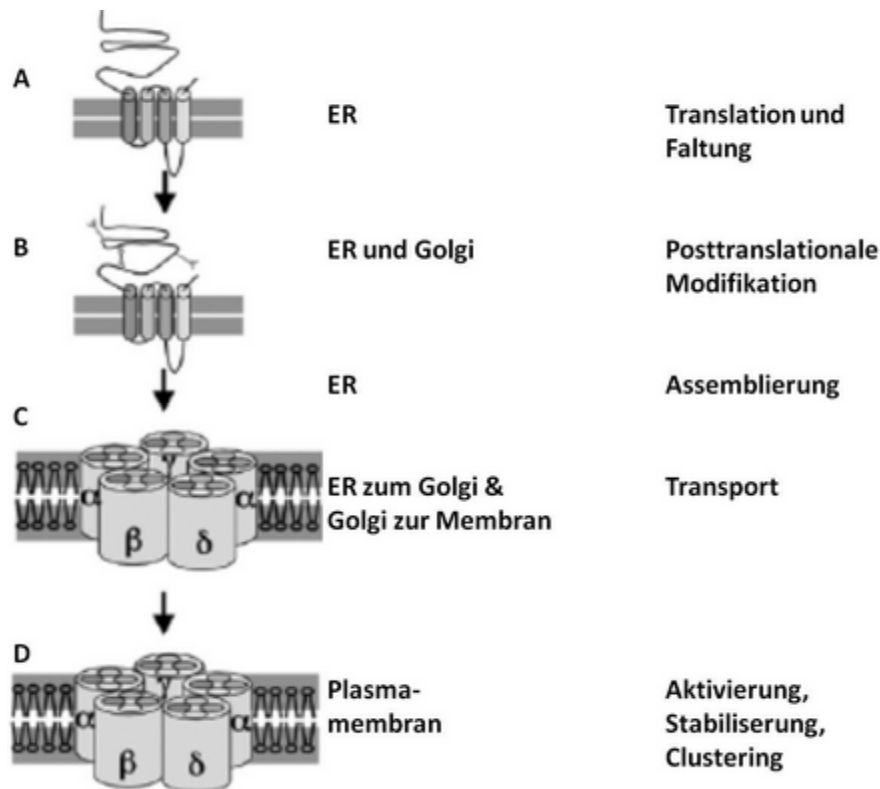 A
ER
Translation und
Faltung
B
ER und Golgi
Posttranslationale
Modifikation
ER
Assemblierung
C
α
γ
α
β
δ
ER zum Golgi &
Golgi zur Membran
Transport
D
α
γ
α
β
δ
Plasma-
membran
Aktivierung,
Stabiliserung,
Clustering